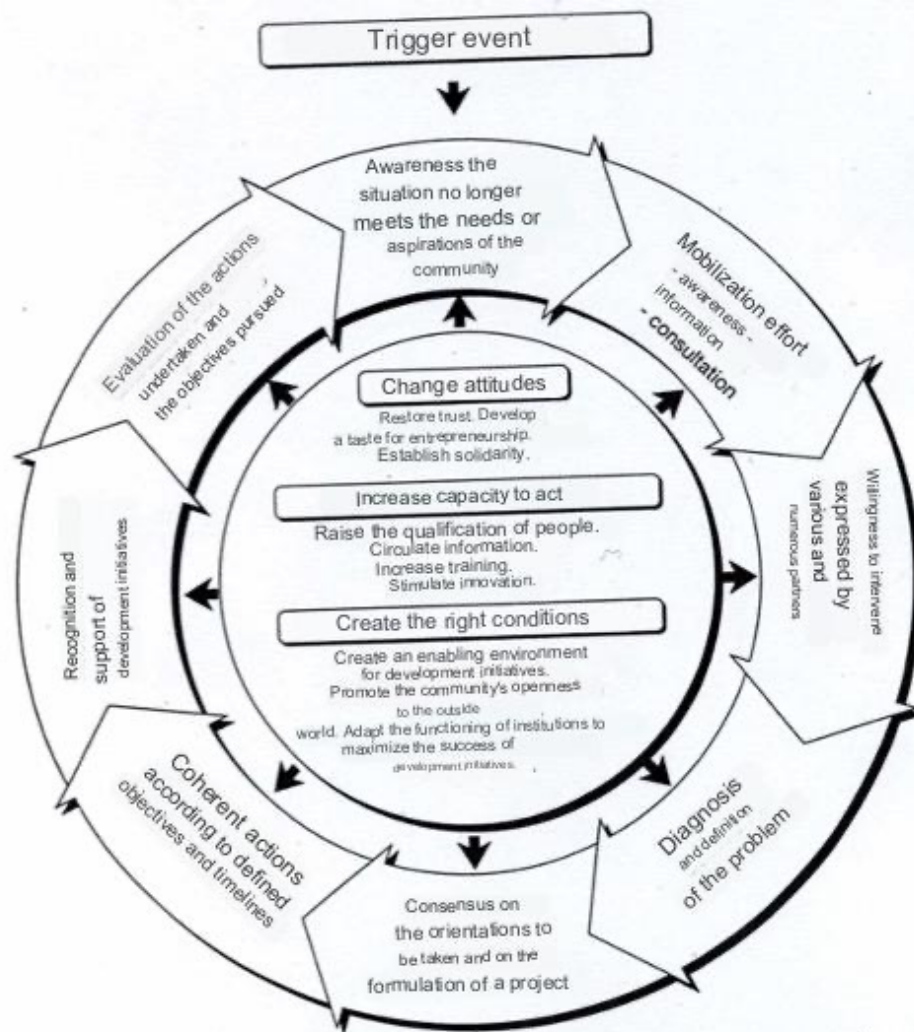 Trigger event
Awareness the
situation no longer
meets the needs or
aspirations of the
community
Mobilization effort
- awareness -
information
- consultation
Willingness to intervene
expressed by
various and
numerous partners
Diagnosis
and definition
of the problem
Consensus on
the orientations to
be taken and on the
formulation of a project
Coherent actions
according to defined
objectives and timelines
Recognition and
support of
development initiatives
Evaluation of the actions
undertaken and
the objectives pursued
Change attitudes
Restore trust. Develop
a taste for entrepreneurship.
Establish solidarity.
Increase capacity to act
Raise the qualification of people.
Circulate information.
Increase training.
Stimulate innovation.
Create the right conditions
Create an enabling environment
for development initiatives.
Promote the community's openness
to the outside
world. Adapt the functioning of institutions to
maximize the success of
development initiatives.